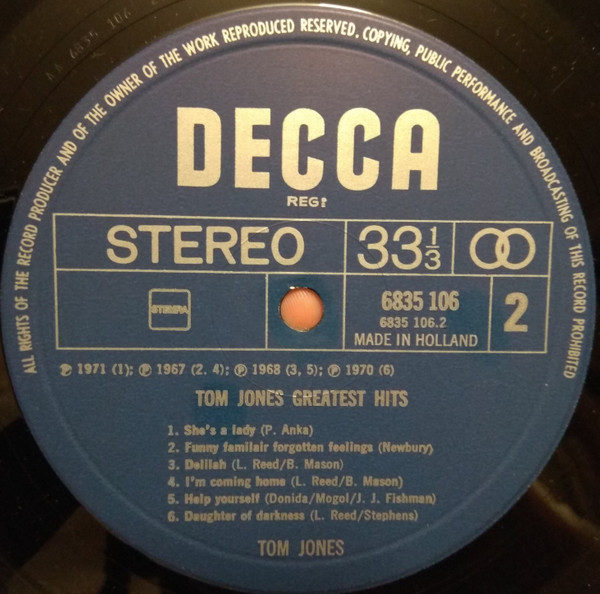 ALL RIGHTS OF THE RECORD PRODUCER AND OF THE OWNER OF THE WORK REPRODUCED RESERVED. COPYING, PUBLIC PERFORMANCE AND BROADCASTING OF THIS RECORD PROHIBITED
DECCA
REGD
STEREO
33 1/3
STEMRA
6835 106
6835 106.2
MADE IN HOLLAND
2
℗ 1971 (1); ℗ 1967 (2. 4); ℗ 1968 (3, 5); ℗ 1970 (6)
TOM JONES GREATEST HITS
1. She's a lady (P. Anka)
2. Funny familair forgotten feelings (Newbury)
3. Delilah (L. Reed/B. Mason)
4. I'm coming home (L. Reed/B. Mason)
5. Help yourself (Donida/Mogol/J. J. Fishman)
6. Daughter of darkness (L. Reed/Stephens)
TOM JONES